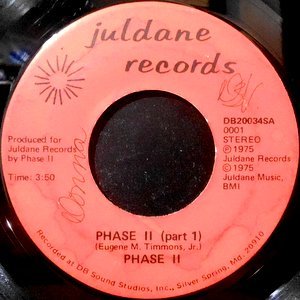 juldane
records
DB20034SA
0001
STEREO
℗ 1975
Juldane Records
© 1975
Juldane Music,
BMI
Produced for
Juldane Records
by Phase II
Time: 3:50
Donna
PHASE II (part 1)
(Eugene M. Timmons, Jr.)
PHASE II
Recorded at DB Sound Studios, Inc., Silver Spring, Md. 20910